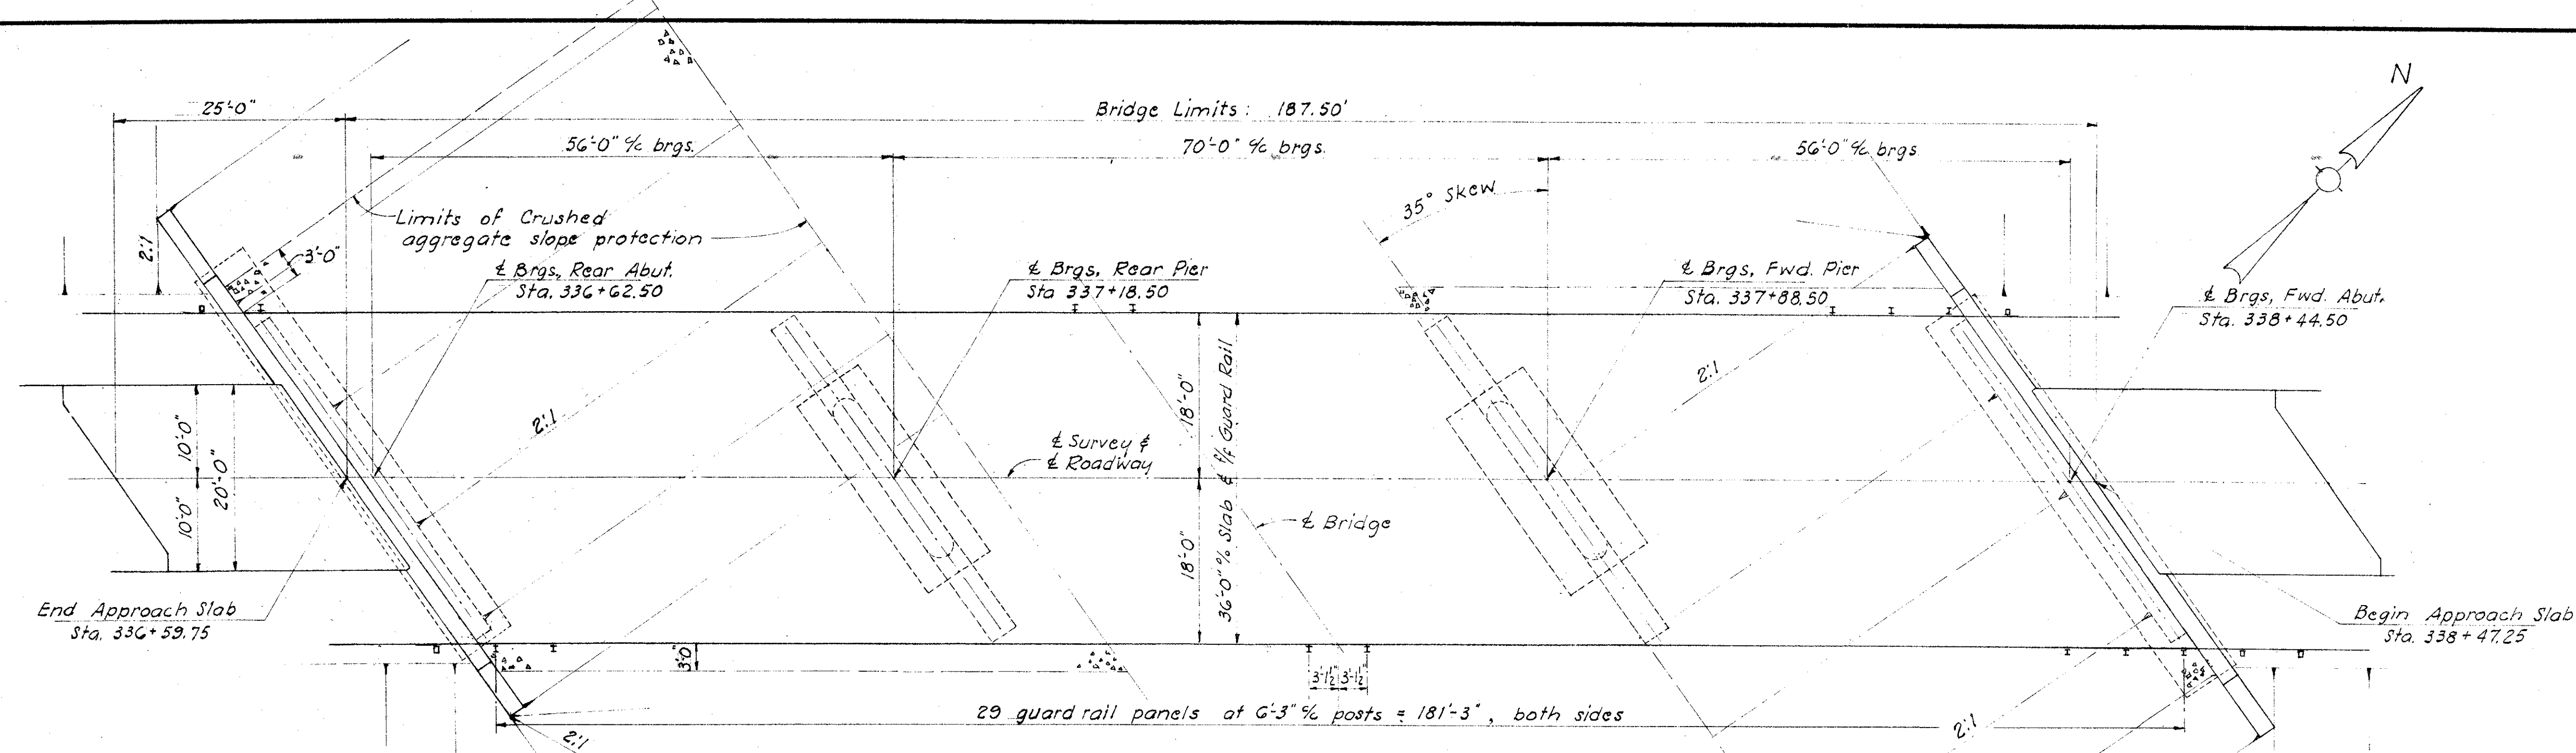 N
25'-0"
Bridge Limits: 187.50'
56'-0" c/c brgs.
70'-0" c/c brgs.
56'-0" c/c brgs.
35° Skew
Limits of Crushed
aggregate slope protection
2:1
3'-0"
℄ Brgs, Rear Abut.
Sta. 336+62.50
℄ Brgs, Rear Pier
Sta 337+18.50
℄ Brgs, Fwd. Pier
Sta. 337+88.50
℄ Brgs, Fwd. Abut.
Sta. 338+44.50
18'-0"
36'-0" o/o Slab & f/f Guard Rail
2:1
2:1
10'-0"
20'-0"
10'-0"
℄ Survey &
℄ Roadway
℄ Bridge
18'-0"
End Approach Slab
Sta. 336+59.75
Begin Approach Slab
Sta. 338+47.25
3'-0"
3'-1½" 3'-1½"
29 guard rail panels at 6'-3" c/c posts = 181'-3", both sides
2:1
2:1